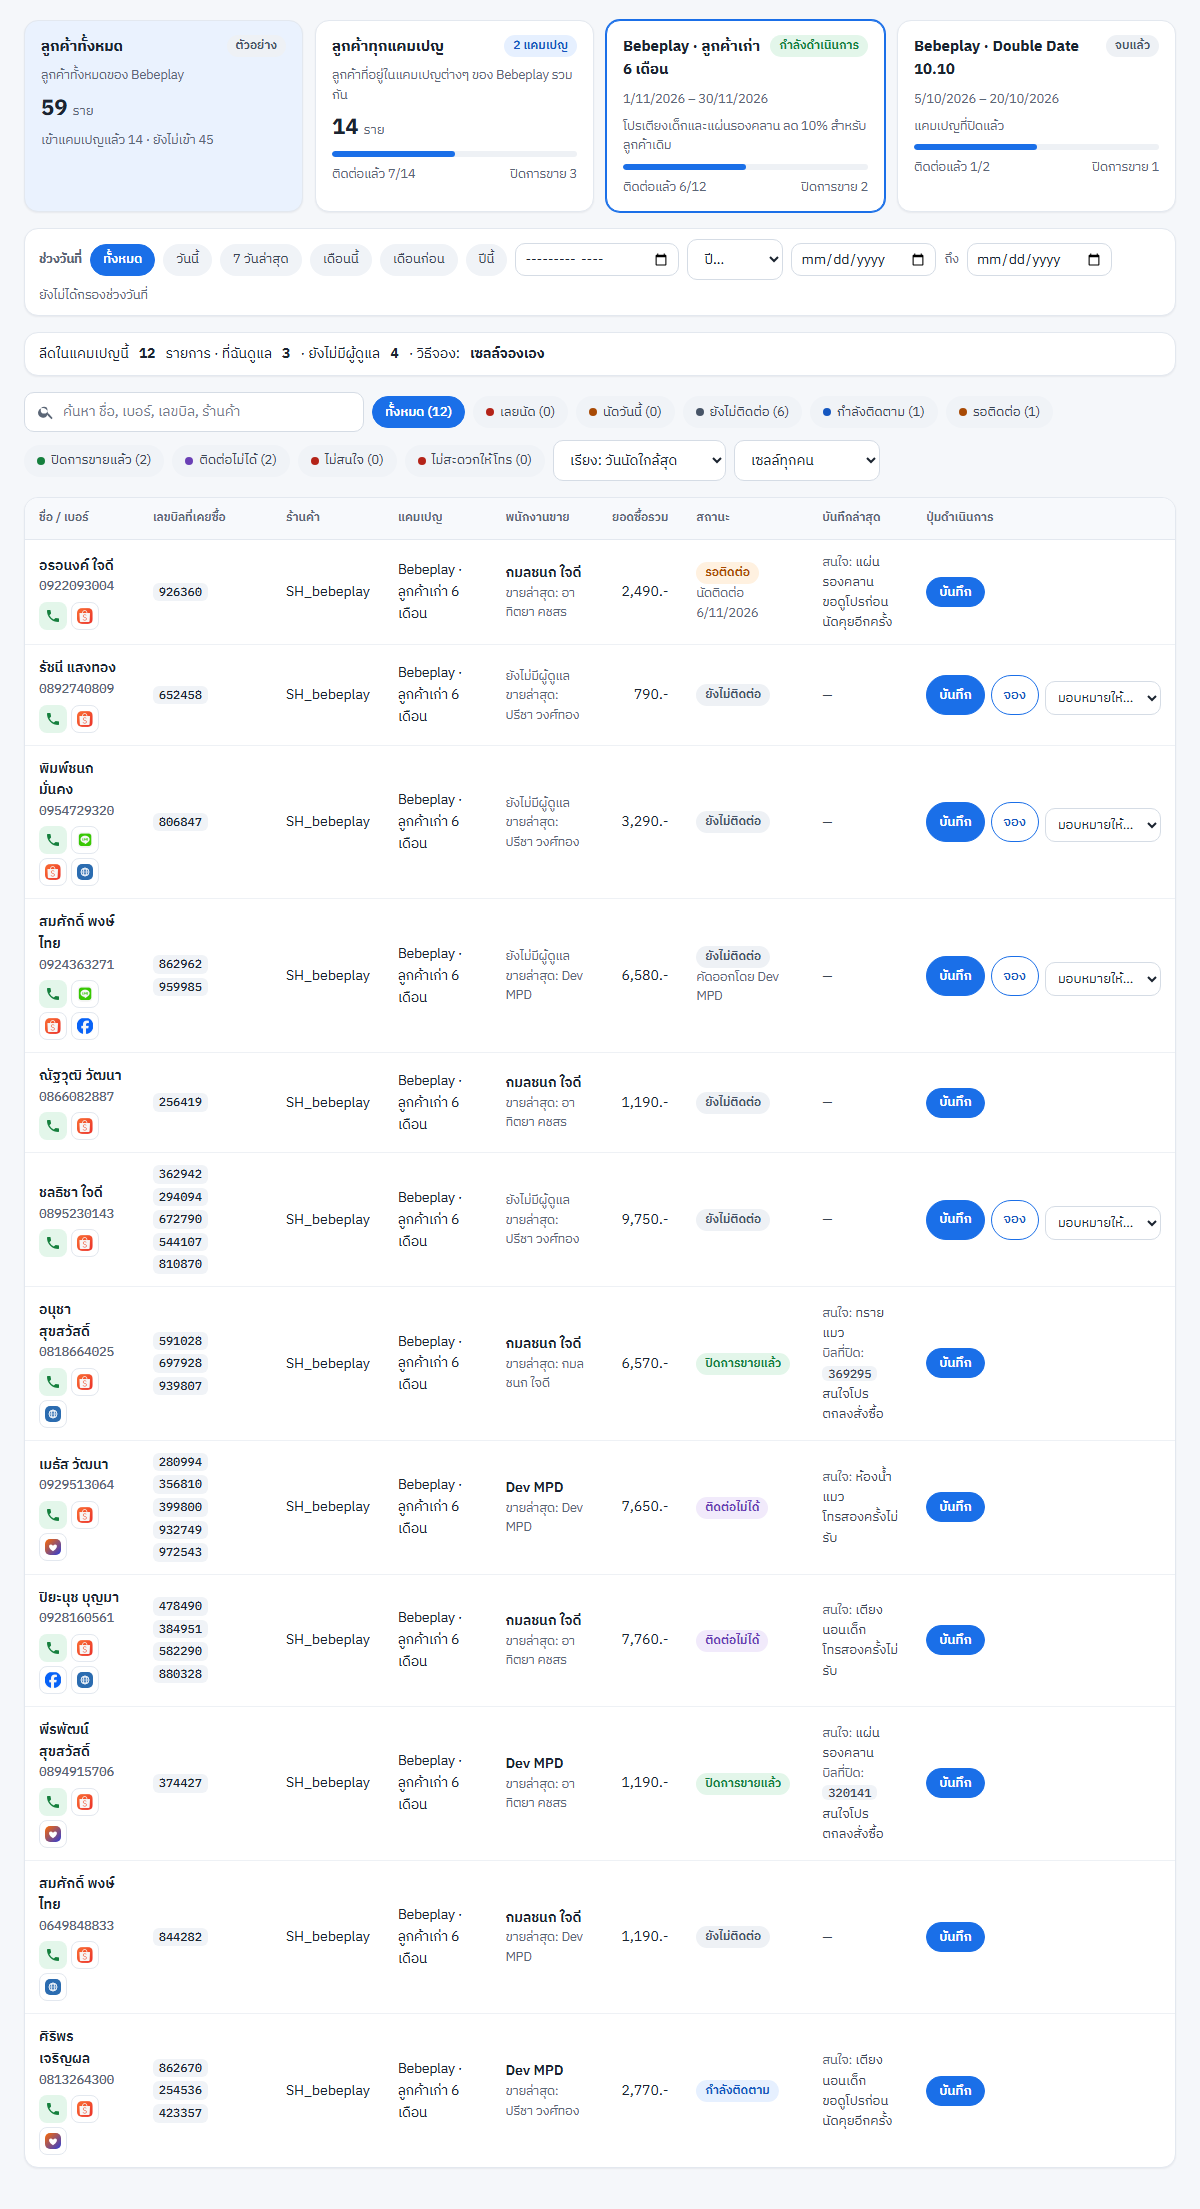 ลูกค้าทั้งหมด
ตัวอย่าง
ลูกค้าทั้งหมดของ Bebeplay
59 ราย
เข้าแคมเปญแล้ว 14 · ยังไม่เข้า 45
ลูกค้าทุกแคมเปญ
2 แคมเปญ
ลูกค้าที่อยู่ในแคมเปญต่างๆ ของ Bebeplay รวม
กัน
14 ราย
ติดต่อแล้ว 7/14
ปิดการขาย 3
Bebeplay · ลูกค้าเก่า
6 เดือน
กำลังดำเนินการ
1/11/2026 – 30/11/2026
โปรเตียงเด็กและแผ่นรองคลาน ลด 10% สำหรับ
ลูกค้าเดิม
ติดต่อแล้ว 6/12
ปิดการขาย 2
Bebeplay · Double Date
10.10
จบแล้ว
5/10/2026 – 20/10/2026
แคมเปญที่ปิดแล้ว
ติดต่อแล้ว 1/2
ปิดการขาย 1
ช่วงวันที่ ทั้งหมด วันนี้ 7 วันล่าสุด เดือนนี้ เดือนก่อน ปีนี้ --------- ---- ปี... mm/dd/yyyy ถึง mm/dd/yyyy
ยังไม่ได้กรองช่วงวันที่
ลีดในแคมเปญนี้ 12 รายการ · ที่ฉันดูแล 3 · ยังไม่มีผู้ดูแล 4 · วิธีจอง: เซลล์จองเอง
ค้นหา ชื่อ, เบอร์, เลขบิล, ร้านค้า ทั้งหมด (12) เลยนัด (0) นัดวันนี้ (0) ยังไม่ติดต่อ (6) กำลังติดตาม (1) รอติดต่อ (1)
ปิดการขายแล้ว (2) ติดต่อไม่ได้ (2) ไม่สนใจ (0) ไม่สะดวกให้โทร (0) เรียง: วันนัดใกล้สุด เซลล์ทุกคน
ชื่อ / เบอร์ เลขบิลที่เคยซื้อ ร้านค้า แคมเปญ พนักงานขาย ยอดซื้อรวม สถานะ บันทึกล่าสุด ปุ่มดำเนินการ
อรอนงค์ ใจดี
0922093004
926360
SH_bebeplay
Bebeplay ·
ลูกค้าเก่า 6
เดือน
กมลชนก ใจดี
ขายล่าสุด: อา
ทิตยา คชสร
2,490.-
รอติดต่อ
นัดติดต่อ
6/11/2026
สนใจ: แผ่น
รองคลาน
ขอดูโปรก่อน
นัดคุยอีกครั้ง
บันทึก
รัชนี แสงทอง
0892740809
652458
SH_bebeplay
Bebeplay ·
ลูกค้าเก่า 6
เดือน
ยังไม่มีผู้ดูแล
ขายล่าสุด:
ปรีชา วงศ์ทอง
790.-
ยังไม่ติดต่อ
—
บันทึก จอง มอบหมายให้...
พิมพ์ชนก
มั่นคง
0954729320
806847
SH_bebeplay
Bebeplay ·
ลูกค้าเก่า 6
เดือน
ยังไม่มีผู้ดูแล
ขายล่าสุด:
ปรีชา วงศ์ทอง
3,290.-
ยังไม่ติดต่อ
—
บันทึก จอง มอบหมายให้...
สมศักดิ์ พงษ์
ไทย
0924363271
862962
959985
SH_bebeplay
Bebeplay ·
ลูกค้าเก่า 6
เดือน
ยังไม่มีผู้ดูแล
ขายล่าสุด: Dev
MPD
6,580.-
ยังไม่ติดต่อ
คัดออกโดย Dev
MPD
—
บันทึก จอง มอบหมายให้...
ณัฐวุฒิ วัฒนา
0866082887
256419
SH_bebeplay
Bebeplay ·
ลูกค้าเก่า 6
เดือน
กมลชนก ใจดี
ขายล่าสุด: อา
ทิตยา คชสร
1,190.-
ยังไม่ติดต่อ
—
บันทึก
ชลธิชา ใจดี
0895230143
362942
294094
672790
544107
810870
SH_bebeplay
Bebeplay ·
ลูกค้าเก่า 6
เดือน
ยังไม่มีผู้ดูแล
ขายล่าสุด:
ปรีชา วงศ์ทอง
9,750.-
ยังไม่ติดต่อ
—
บันทึก จอง มอบหมายให้...
อนุชา
สุขสวัสดิ์
0818664025
591028
697928
939807
SH_bebeplay
Bebeplay ·
ลูกค้าเก่า 6
เดือน
กมลชนก ใจดี
ขายล่าสุด: กมล
ชนก ใจดี
6,570.-
ปิดการขายแล้ว
สนใจ: ทราย
แมว
บิลที่ปิด:
369295
สนใจโปร
ตกลงสั่งซื้อ
บันทึก
เมธัส วัฒนา
0929513064
280994
356810
399800
932749
972543
SH_bebeplay
Bebeplay ·
ลูกค้าเก่า 6
เดือน
Dev MPD
ขายล่าสุด: Dev
MPD
7,650.-
ติดต่อไม่ได้
สนใจ: ห้องน้ำ
แมว
โทรสองครั้งไม่
รับ
บันทึก
ปิยะนุช บุญมา
0928160561
478490
384951
582290
880328
SH_bebeplay
Bebeplay ·
ลูกค้าเก่า 6
เดือน
กมลชนก ใจดี
ขายล่าสุด: อา
ทิตยา คชสร
7,760.-
ติดต่อไม่ได้
สนใจ: เตียง
นอนเด็ก
โทรสองครั้งไม่
รับ
บันทึก
พีรพัฒน์
สุขสวัสดิ์
0894915706
374427
SH_bebeplay
Bebeplay ·
ลูกค้าเก่า 6
เดือน
Dev MPD
ขายล่าสุด: อา
ทิตยา คชสร
1,190.-
ปิดการขายแล้ว
สนใจ: แผ่น
รองคลาน
บิลที่ปิด:
320141
สนใจโปร
ตกลงสั่งซื้อ
บันทึก
สมศักดิ์ พงษ์
ไทย
0649848833
844282
SH_bebeplay
Bebeplay ·
ลูกค้าเก่า 6
เดือน
กมลชนก ใจดี
ขายล่าสุด: Dev
MPD
1,190.-
ยังไม่ติดต่อ
—
บันทึก
ศิริพร
เจริญผล
0813264300
862670
254536
423357
SH_bebeplay
Bebeplay ·
ลูกค้าเก่า 6
เดือน
Dev MPD
ขายล่าสุด:
ปรีชา วงศ์ทอง
2,770.-
กำลังติดตาม
สนใจ: เตียง
นอนเด็ก
ขอดูโปรก่อน
นัดคุยอีกครั้ง
บันทึก